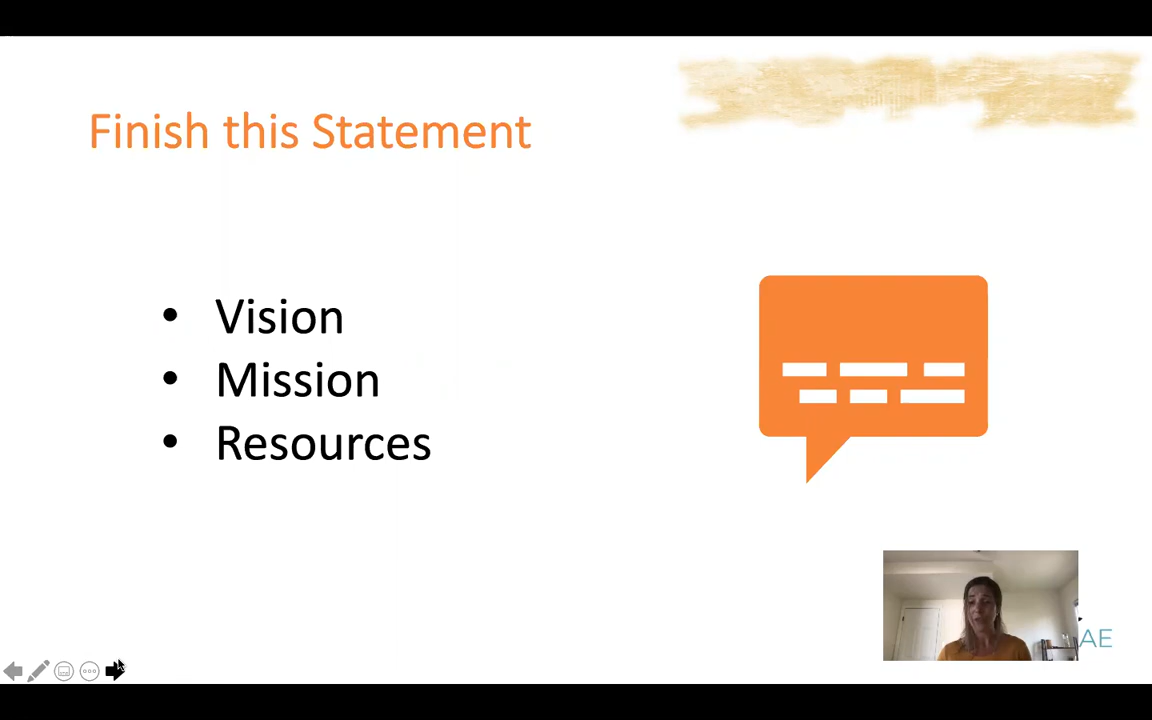 Finish this Statement
• Vision
• Mission
• Resources
AE